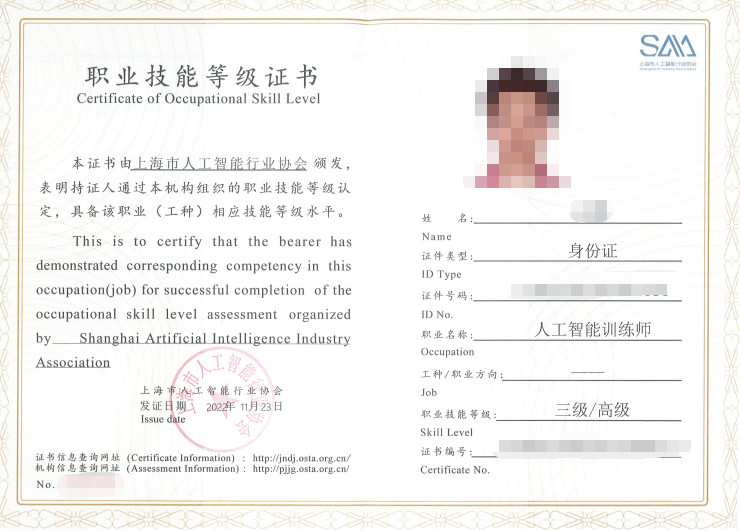 职业技能等级证书
Certificate of Occupational Skill Level
本证书由上海市人工智能行业协会 颁发，
表明持证人通过本机构组织的职业技能等级认
定，具备该职业（工种）相应技能等级水平。
This is to certify that the bearer has
demonstrated corresponding competency in this
occupation(job) for successful completion of the
occupational skill level assessment organized
by Shanghai Artificial Intelligence Industry
Association
上海市人工智能行业协会
发证日期 2022年 11月23日
Issue date
证书信息查询网址 (Certificate Information) : http://jndj.osta.org.cn/
机构信息查询网址 (Assessment Information) : http://pjjg.osta.org.cn/
No.
上海市人工智能行业协会
SAIA
上海市人工智能行业协会
Shanghai AI Industry Association
姓 名:
Name
证件类型: 身份证
ID Type
证件号码:
ID No.
职业名称: 人工智能训练师
Occupation
工种/职业方向: ——
Job
职业技能等级: 三级/高级
Skill Level
证书编号:
Certificate No.